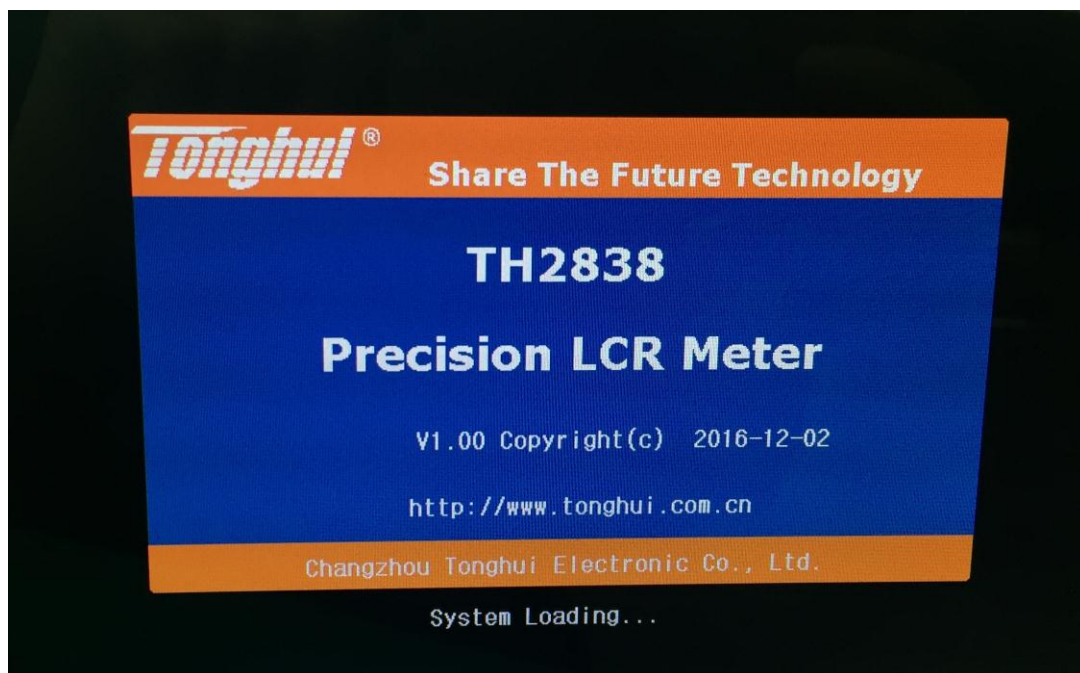 Tonghui®
Share The Future Technology
TH2838
Precision LCR Meter
V1.00 Copyright(c) 2016-12-02
http://www.tonghui.com.cn
Changzhou Tonghui Electronic Co., Ltd.
System Loading...